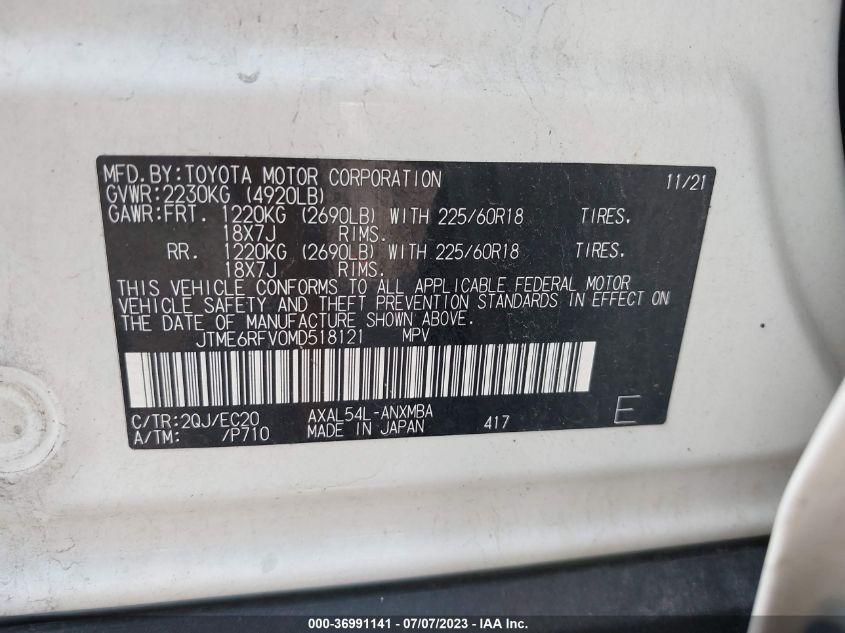 MFD.BY:TOYOTA MOTOR CORPORATION 11/21
GVWR:2230KG (4920LB)
GAWR:FRT. 1220KG (2690LB) WITH 225/60R18 TIRES.
18X7J RIMS.
RR. 1220KG (2690LB) WITH 225/60R18 TIRES.
18X7J RIMS.
THIS VEHICLE CONFORMS TO ALL APPLICABLE FEDERAL MOTOR
VEHICLE SAFETY AND THEFT PREVENTION STANDARDS IN EFFECT ON
THE DATE OF MANUFACTURE SHOWN ABOVE.
JTME6RFV0MD518121 MPV
C/TR:2QJ/EC20 AXAL54L-ANXMBA
A/TM: /P710 MADE IN JAPAN 417 E
000-36991141 - 07/07/2023 - IAA Inc.